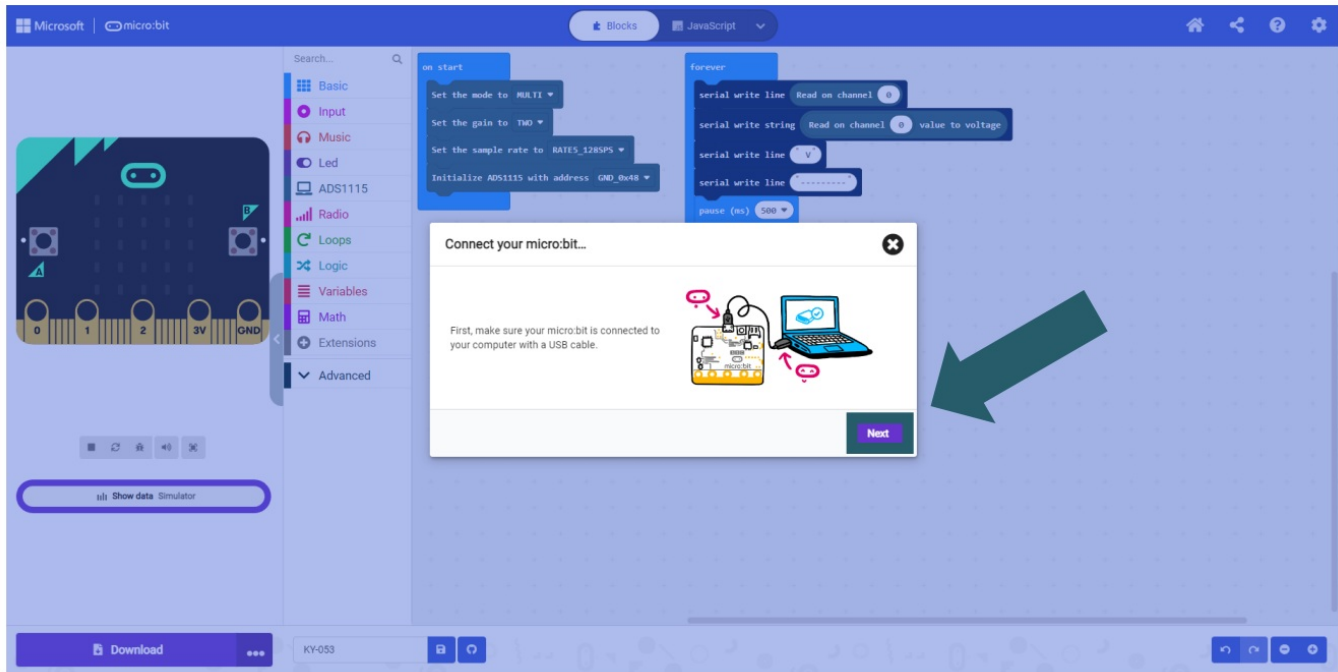 Microsoft | micro:bit
Blocks
JavaScript
Search...
Basic
Input
Music
Led
ADS1115
Radio
Loops
Logic
Variables
Math
Extensions
Advanced
on start
Set the mode to MULTI
Set the gain to TWO
Set the sample rate to RATE5_128SPS
Initialize ADS1115 with address GND_0x48
forever
serial write line Read on channel 0
serial write string Read on channel 0 value to voltage
serial write line " V"
serial write line "---------"
pause (ms) 500
B
A
0 1 2 3V GND
Show data Simulator
Connect your micro:bit...
First, make sure your micro:bit is connected to
your computer with a USB cable.
micro:bit
Next
Download
KY-053